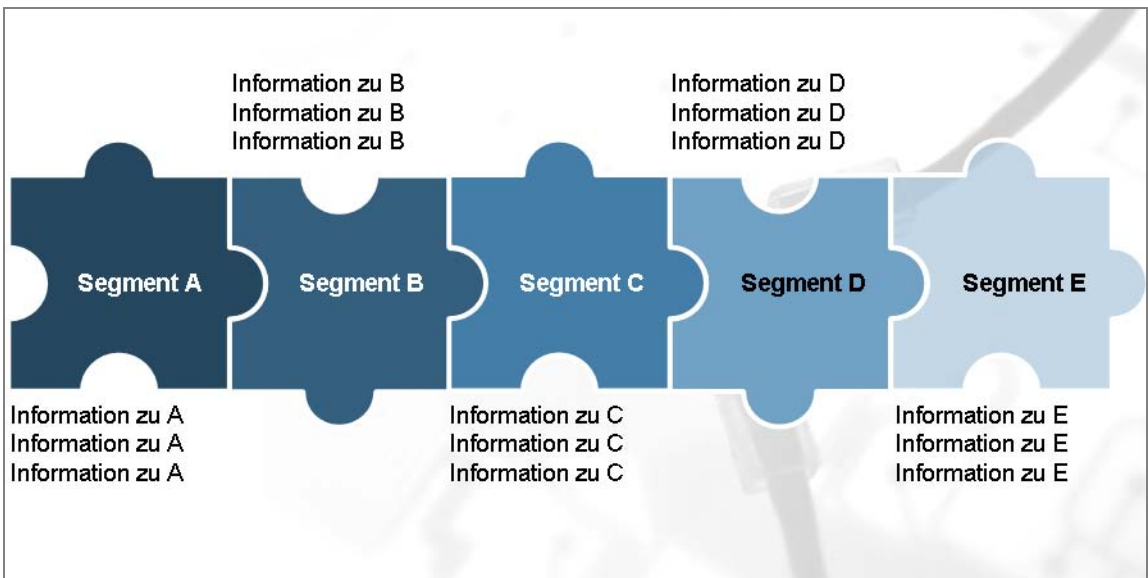 Information zu B
Information zu B
Information zu B
Information zu D
Information zu D
Information zu D
Segment A
Segment B
Segment C
Segment D
Segment E
Information zu A
Information zu A
Information zu A
Information zu C
Information zu C
Information zu C
Information zu E
Information zu E
Information zu E